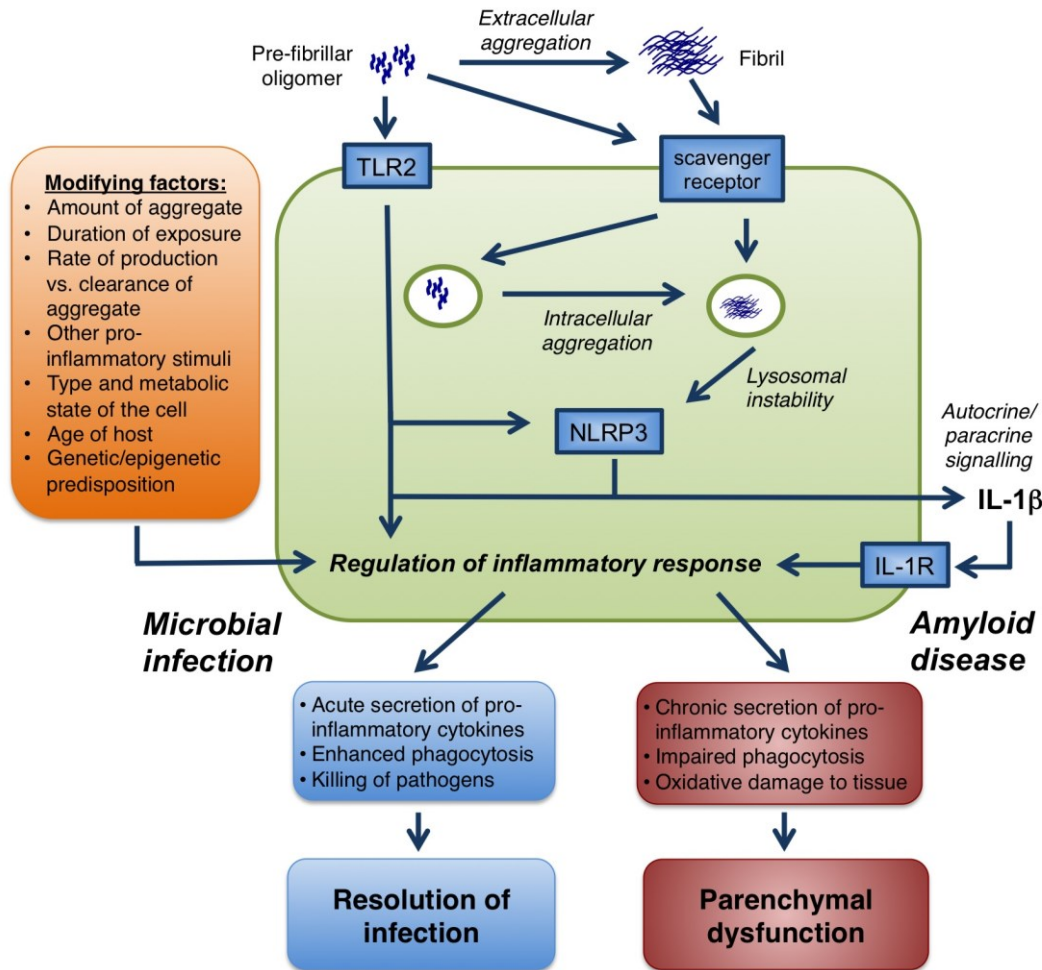 Extracellular
aggregation
Pre-fibrillar
oligomer
Fibril
TLR2
scavenger
receptor
Modifying factors:
• Amount of aggregate
• Duration of exposure
• Rate of production
vs. clearance of
aggregate
• Other pro-
inflammatory stimuli
• Type and metabolic
state of the cell
• Age of host
• Genetic/epigenetic
predisposition
Intracellular
aggregation
Lysosomal
instability
NLRP3
Autocrine/
paracrine
signalling
IL-1β
Regulation of inflammatory response
IL-1R
Microbial
infection
Amyloid
disease
• Acute secretion of pro-
inflammatory cytokines
• Enhanced phagocytosis
• Killing of pathogens
• Chronic secretion of pro-
inflammatory cytokines
• Impaired phagocytosis
• Oxidative damage to tissue
Resolution of
infection
Parenchymal
dysfunction